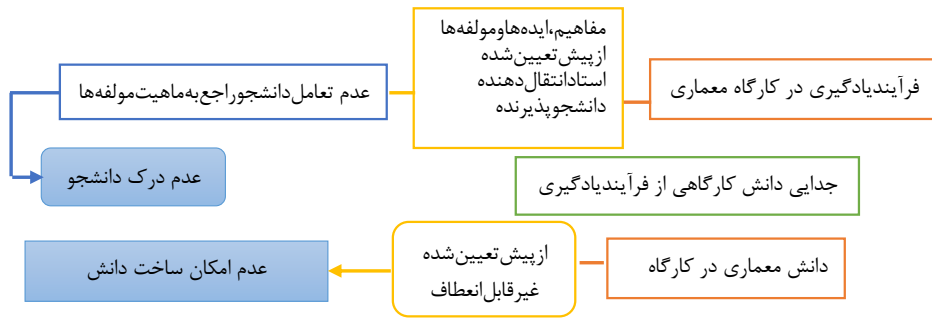 فرآیندیادگیری در کارگاه معماری
مفاهیم،ایده‌هاومولفه‌ها
ازپیش‌تعیین‌شده
استادانتقال‌دهنده
دانشجوپذیرنده
عدم تعامل‌دانشجوراجع‌به‌ماهیت‌مولفه‌ها
عدم درک دانشجو
جدایی دانش کارگاهی از فرآیندیادگیری
دانش معماری در کارگاه
ازپیش‌تعیین‌شده
غیرقابل‌انعطاف
عدم امکان ساخت دانش